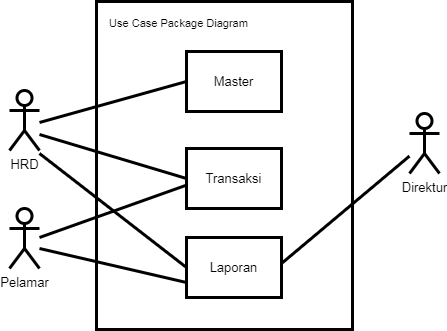 Use Case Package Diagram
Master
HRD
Transaksi
Direktur
Laporan
Pelamar